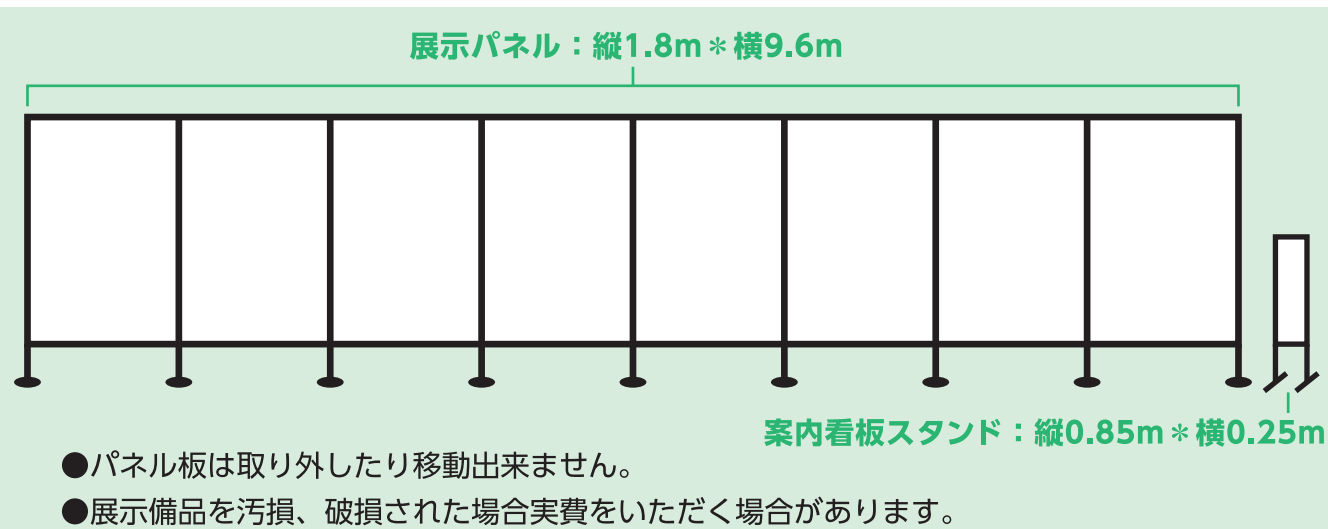 展示パネル：縦1.8m＊横9.6m
案内看板スタンド：縦0.85m＊横0.25m
●パネル板は取り外したり移動出来ません。
●展示備品を汚損、破損された場合実費をいただく場合があります。